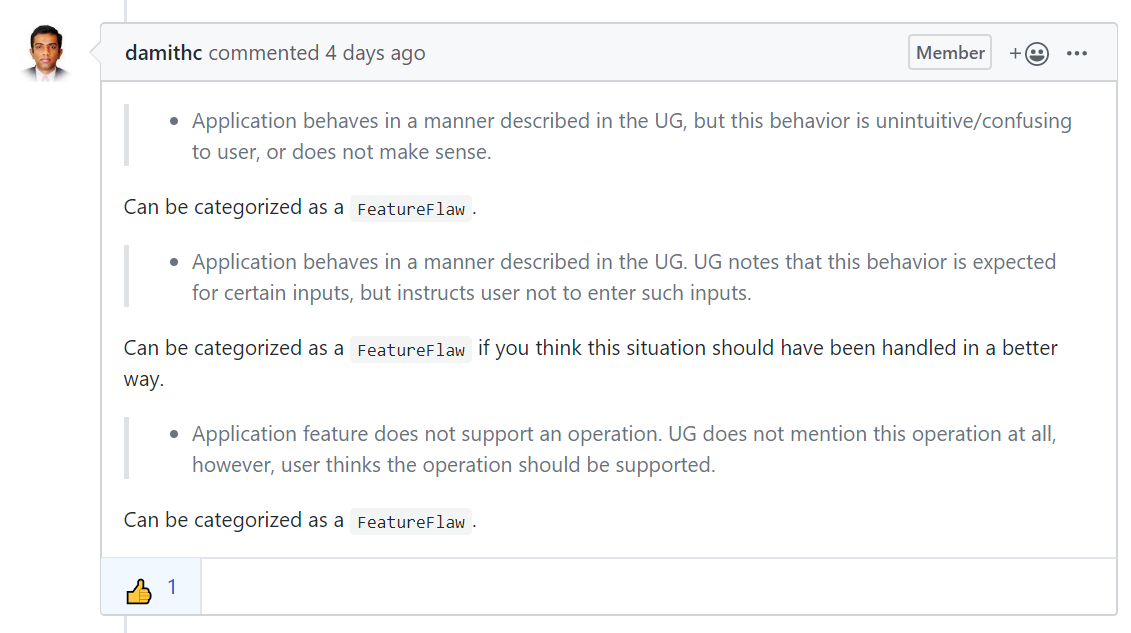 damithc commented 4 days ago
Member
+
Application behaves in a manner described in the UG, but this behavior is unintuitive/confusing
to user, or does not make sense.
Can be categorized as a FeatureFlaw.
Application behaves in a manner described in the UG. UG notes that this behavior is expected
for certain inputs, but instructs user not to enter such inputs.
Can be categorized as a FeatureFlaw if you think this situation should have been handled in a better
way.
Application feature does not support an operation. UG does not mention this operation at all,
however, user thinks the operation should be supported.
Can be categorized as a FeatureFlaw.
1